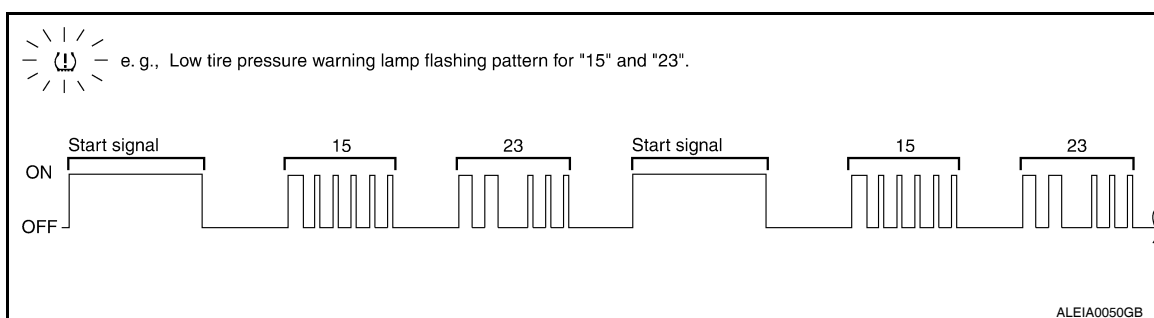 e. g., Low tire pressure warning lamp flashing pattern for "15" and "23".
Start signal 15 23 Start signal 15 23
ON
OFF
ALEIA0050GB